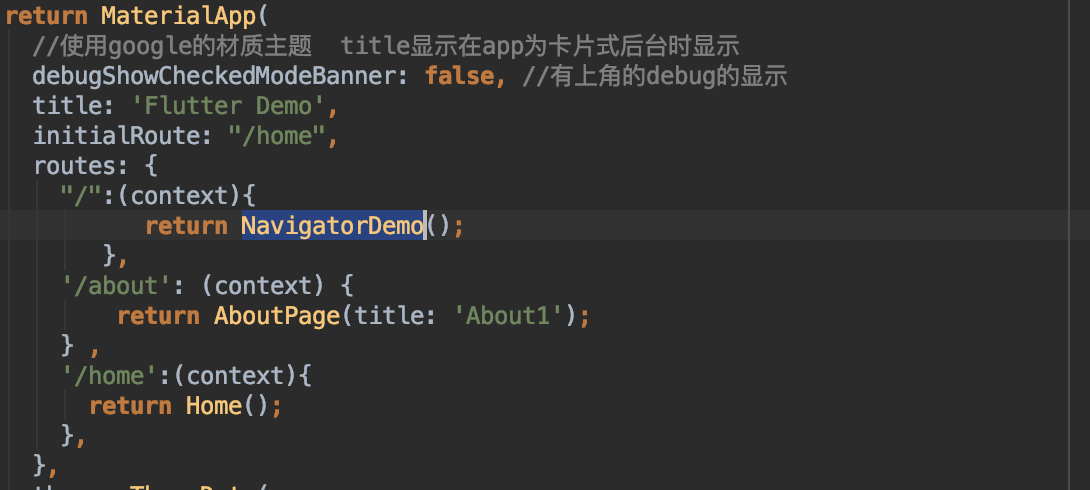 return MaterialApp(
//使用google的材质主题  title显示在app为卡片式后台时显示
debugShowCheckedModeBanner: false, //有上角的debug的显示
title: 'Flutter Demo',
initialRoute: "/home",
routes: {
"/":(context){
return NavigatorDemo();
},
'/about': (context) {
return AboutPage(title: 'About1');
} ,
'/home':(context){
return Home();
},
},